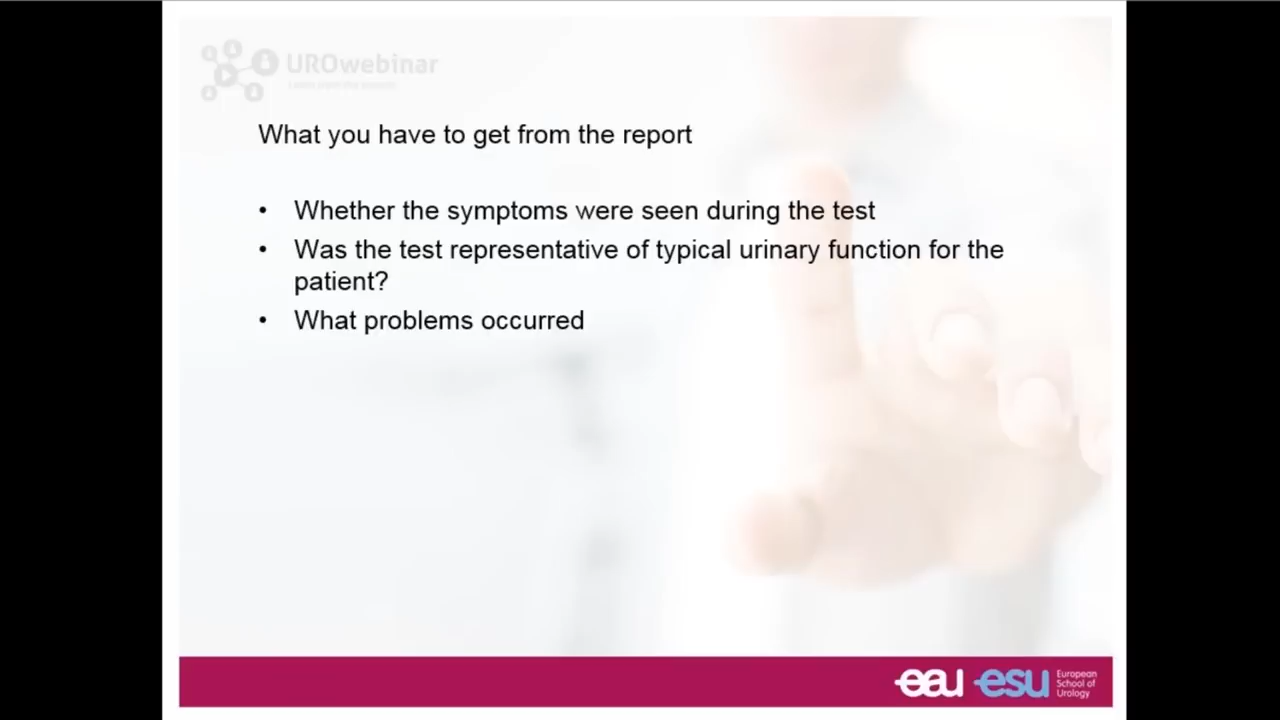 UROwebinar
What you have to get from the report
• Whether the symptoms were seen during the test
• Was the test representative of typical urinary function for the
patient?
• What problems occurred
eau esu European
School of
Urology